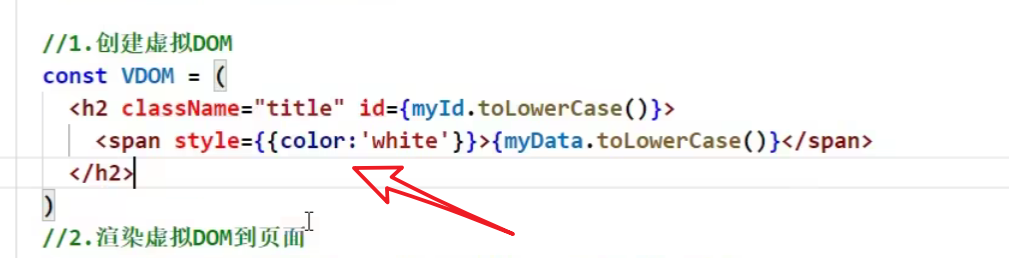 //1.创建虚拟DOM
const VDOM = (
<h2 className="title" id={myId.toLowerCase()}>
<span style={{color:'white'}}>{myData.toLowerCase()}</span>
</h2>
)
//2.渲染虚拟DOM到页面